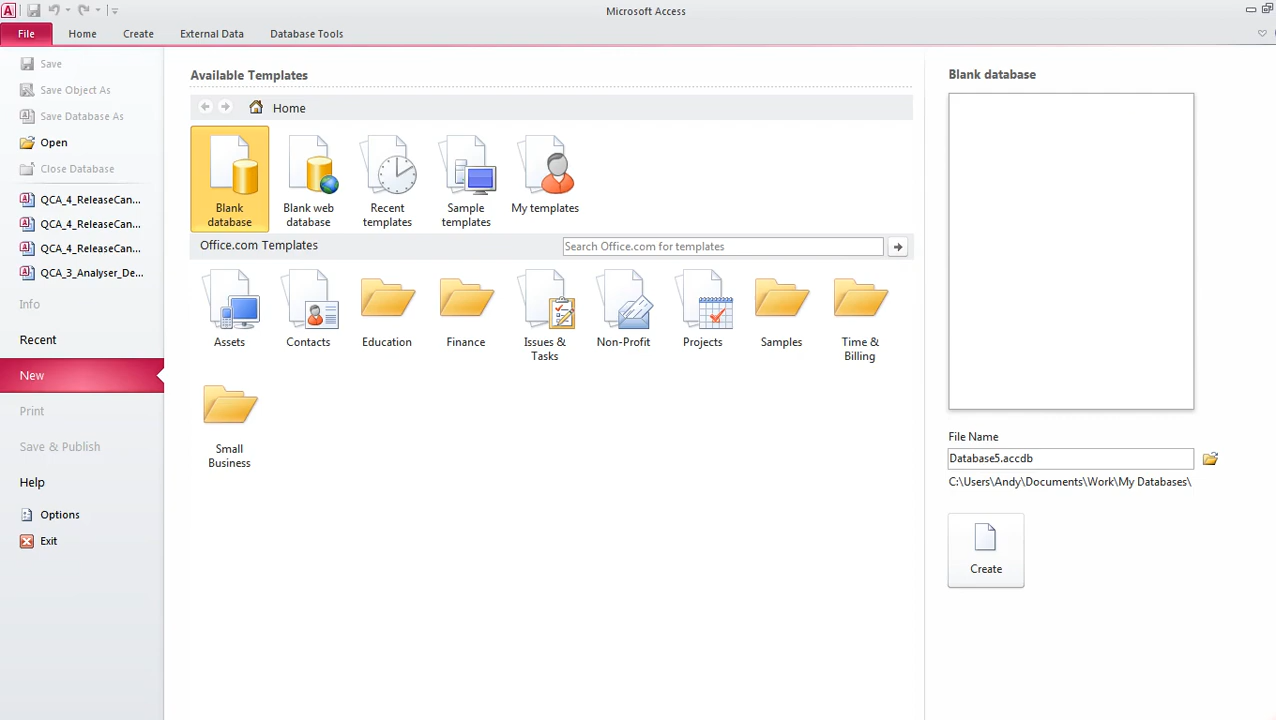 Microsoft Access
File
Home
Create
External Data
Database Tools
Save
Save Object As
Save Database As
Open
Close Database
QCA_4_ReleaseCan...
QCA_4_ReleaseCan...
QCA_4_ReleaseCan...
QCA_3_Analyser_De...
Info
Recent
New
Print
Save & Publish
Help
Options
Exit
Available Templates
Home
Blank
database
Blank web
database
Recent
templates
Sample
templates
My templates
Office.com Templates
Search Office.com for templates
Assets
Contacts
Education
Finance
Issues &
Tasks
Non-Profit
Projects
Samples
Time &
Billing
Small
Business
Blank database
File Name
Database5.accdb
C:\Users\Andy\Documents\Work\My Databases\
Create